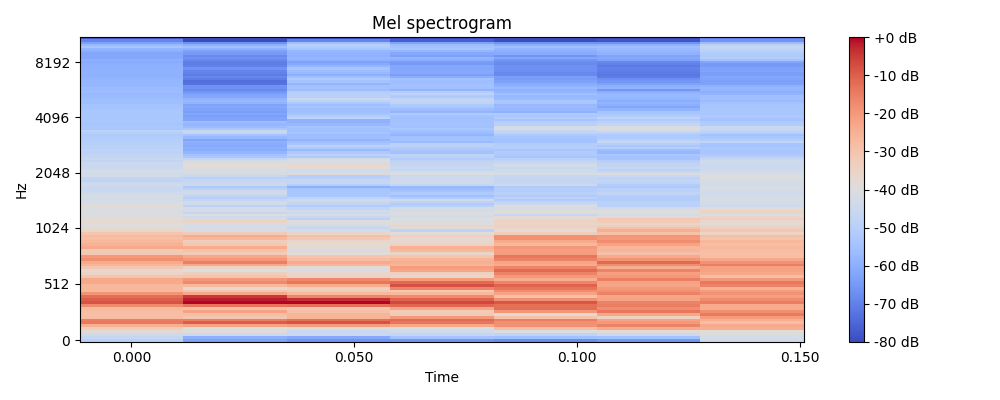 Mel spectrogram
Hz
8192
4096
2048
1024
512
0
0.000
0.050
0.100
0.150
Time
+0 dB
-10 dB
-20 dB
-30 dB
-40 dB
-50 dB
-60 dB
-70 dB
-80 dB